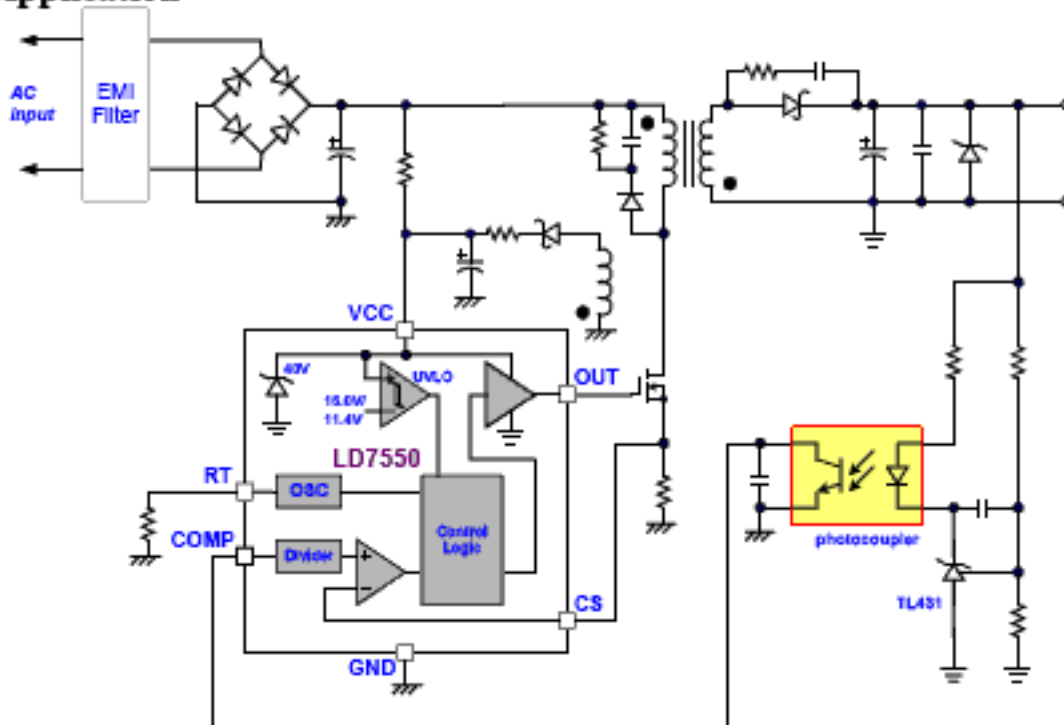 AC
input
EMI
Filter
VCC
40V
UVLO
16.0V/
11.4V
OUT
LD7550
RT
OSC
COMP
Divider
+
−
Control
Logic
CS
GND
photocoupler
TL431